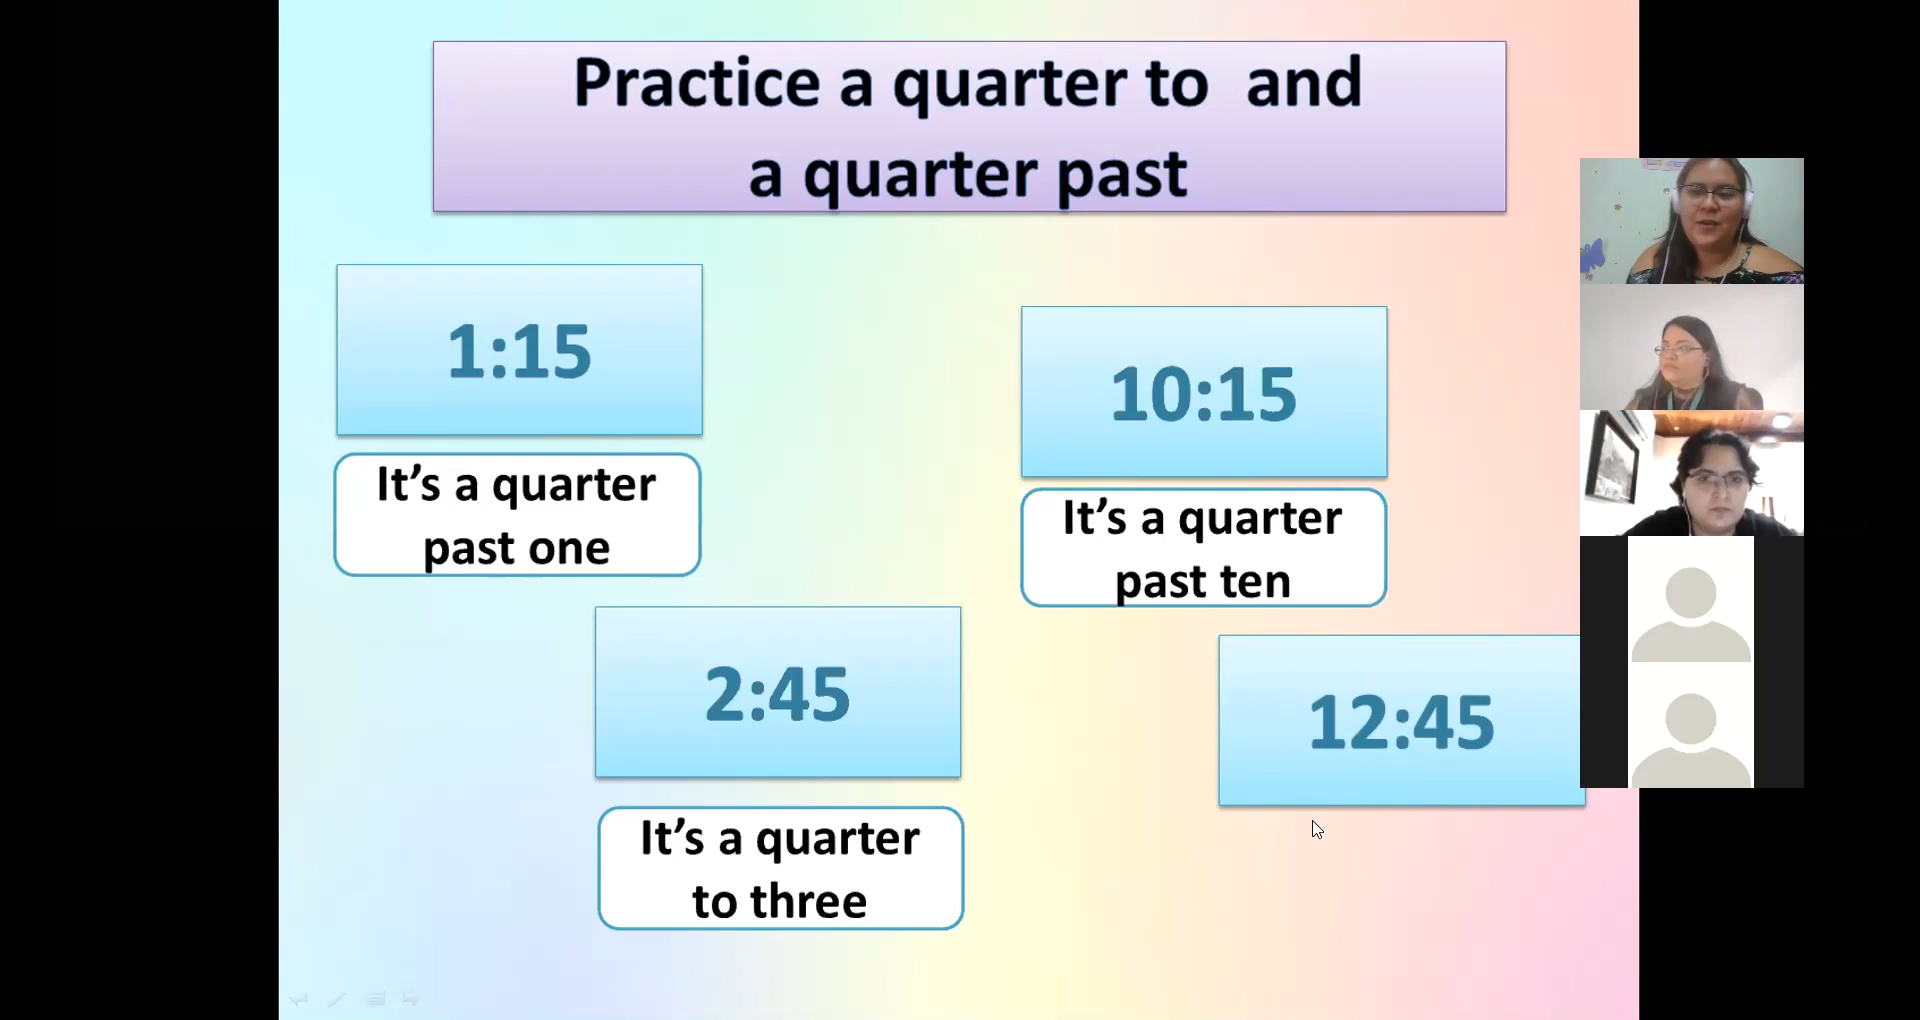 Practice a quarter to and
a quarter past
1:15
It’s a quarter
past one
10:15
It’s a quarter
past ten
2:45
It’s a quarter
to three
12:45